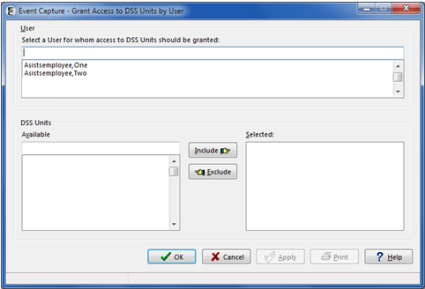 Event Capture - Grant Access to DSS Units by User
User
Select a User for whom access to DSS Units should be granted:
Asistsemployee,One
Asistsemployee,Two
DSS Units
Available
Selected:
Include
Exclude
OK
Cancel
Apply
Print
? Help